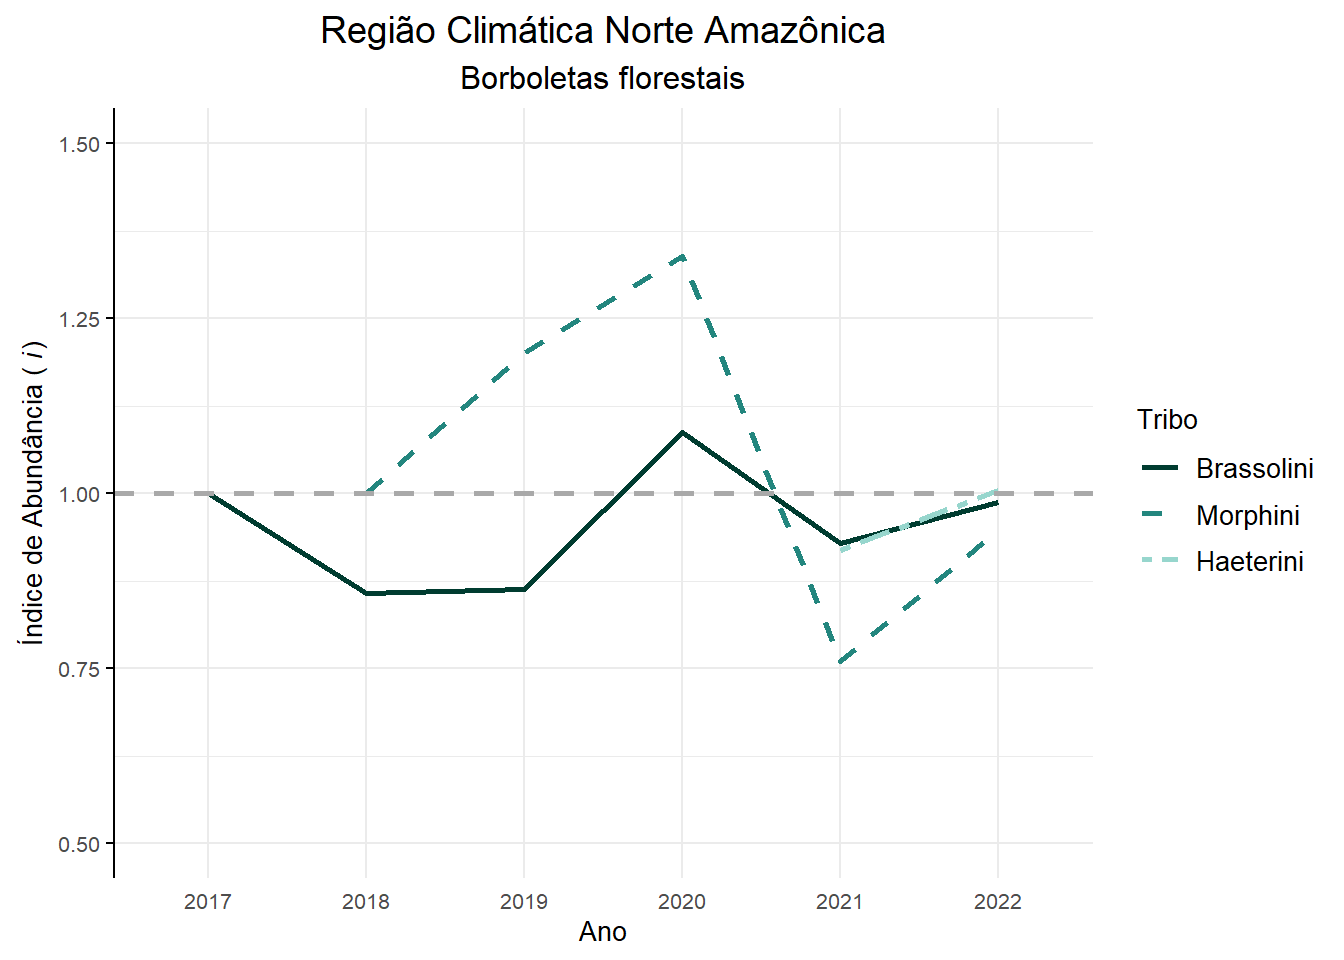 Região Climática Norte Amazônica
Borboletas florestais
Índice de Abundância ( i)
1.50
1.25
1.00
0.75
0.50
2017 2018 2019 2020 2021 2022
Ano
Tribo
Brassolini
Morphini
Haeterini